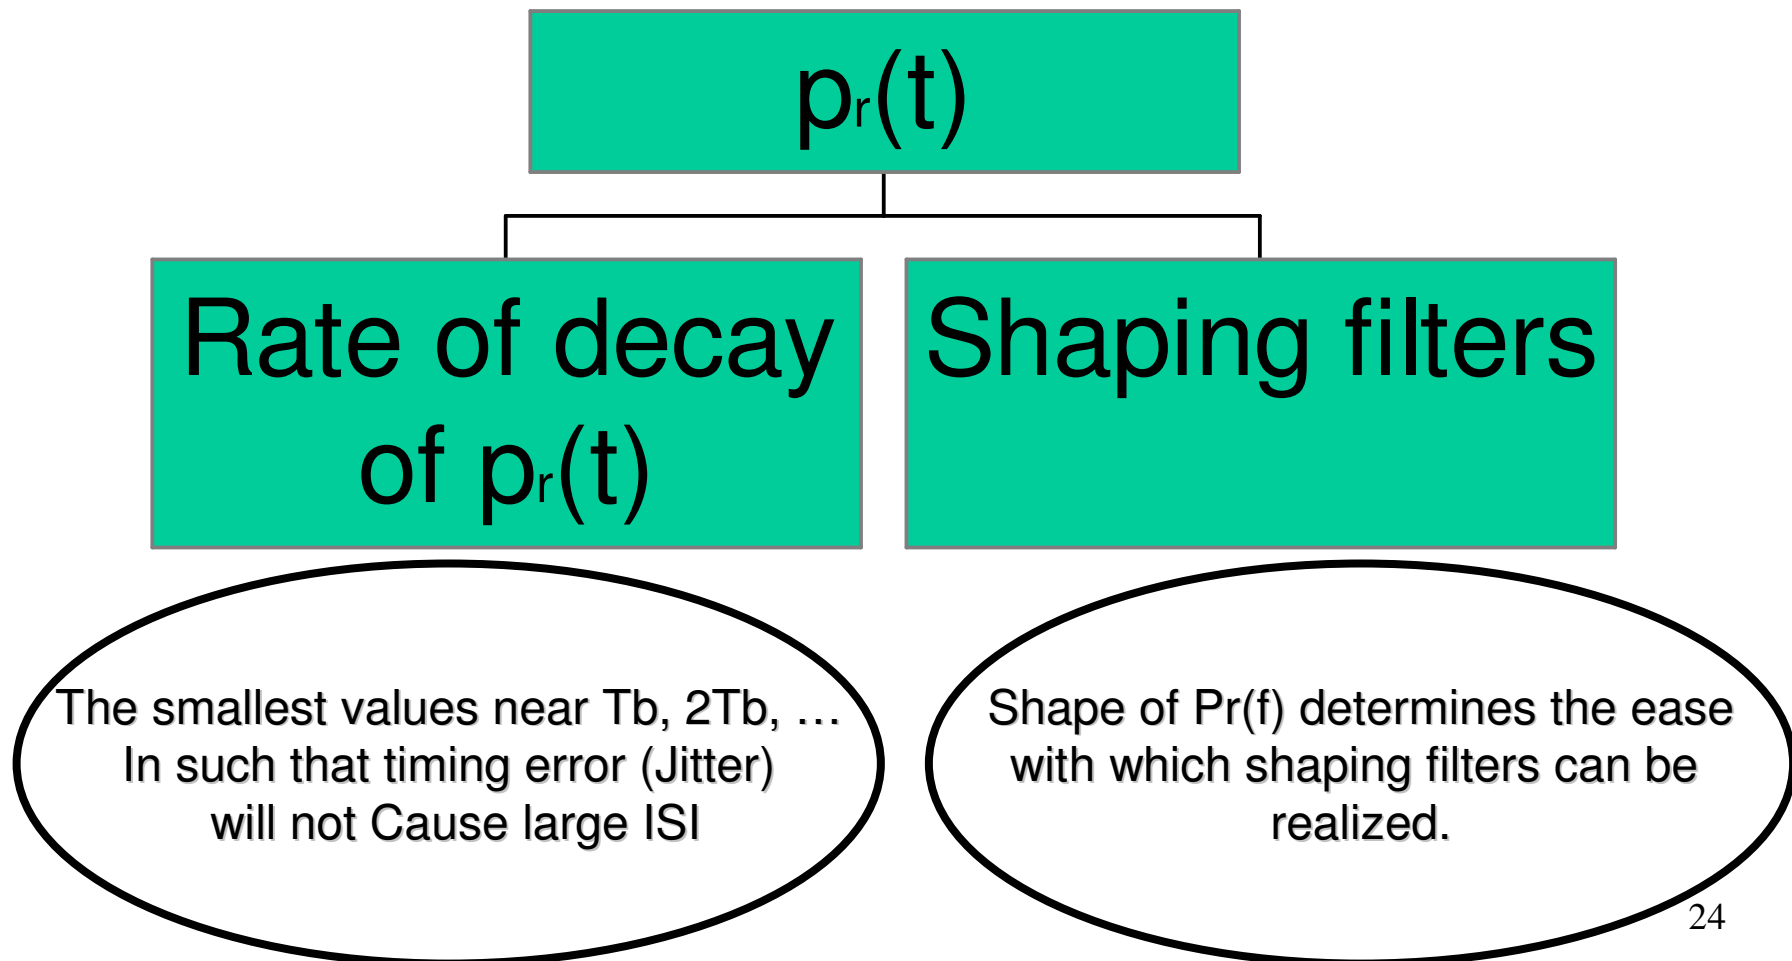 pr(t)
Rate of decay
of pr(t)
Shaping filters
The smallest values near Tb, 2Tb, …
In such that timing error (Jitter)
will not Cause large ISI
Shape of Pr(f) determines the ease
with which shaping filters can be
realized.
24